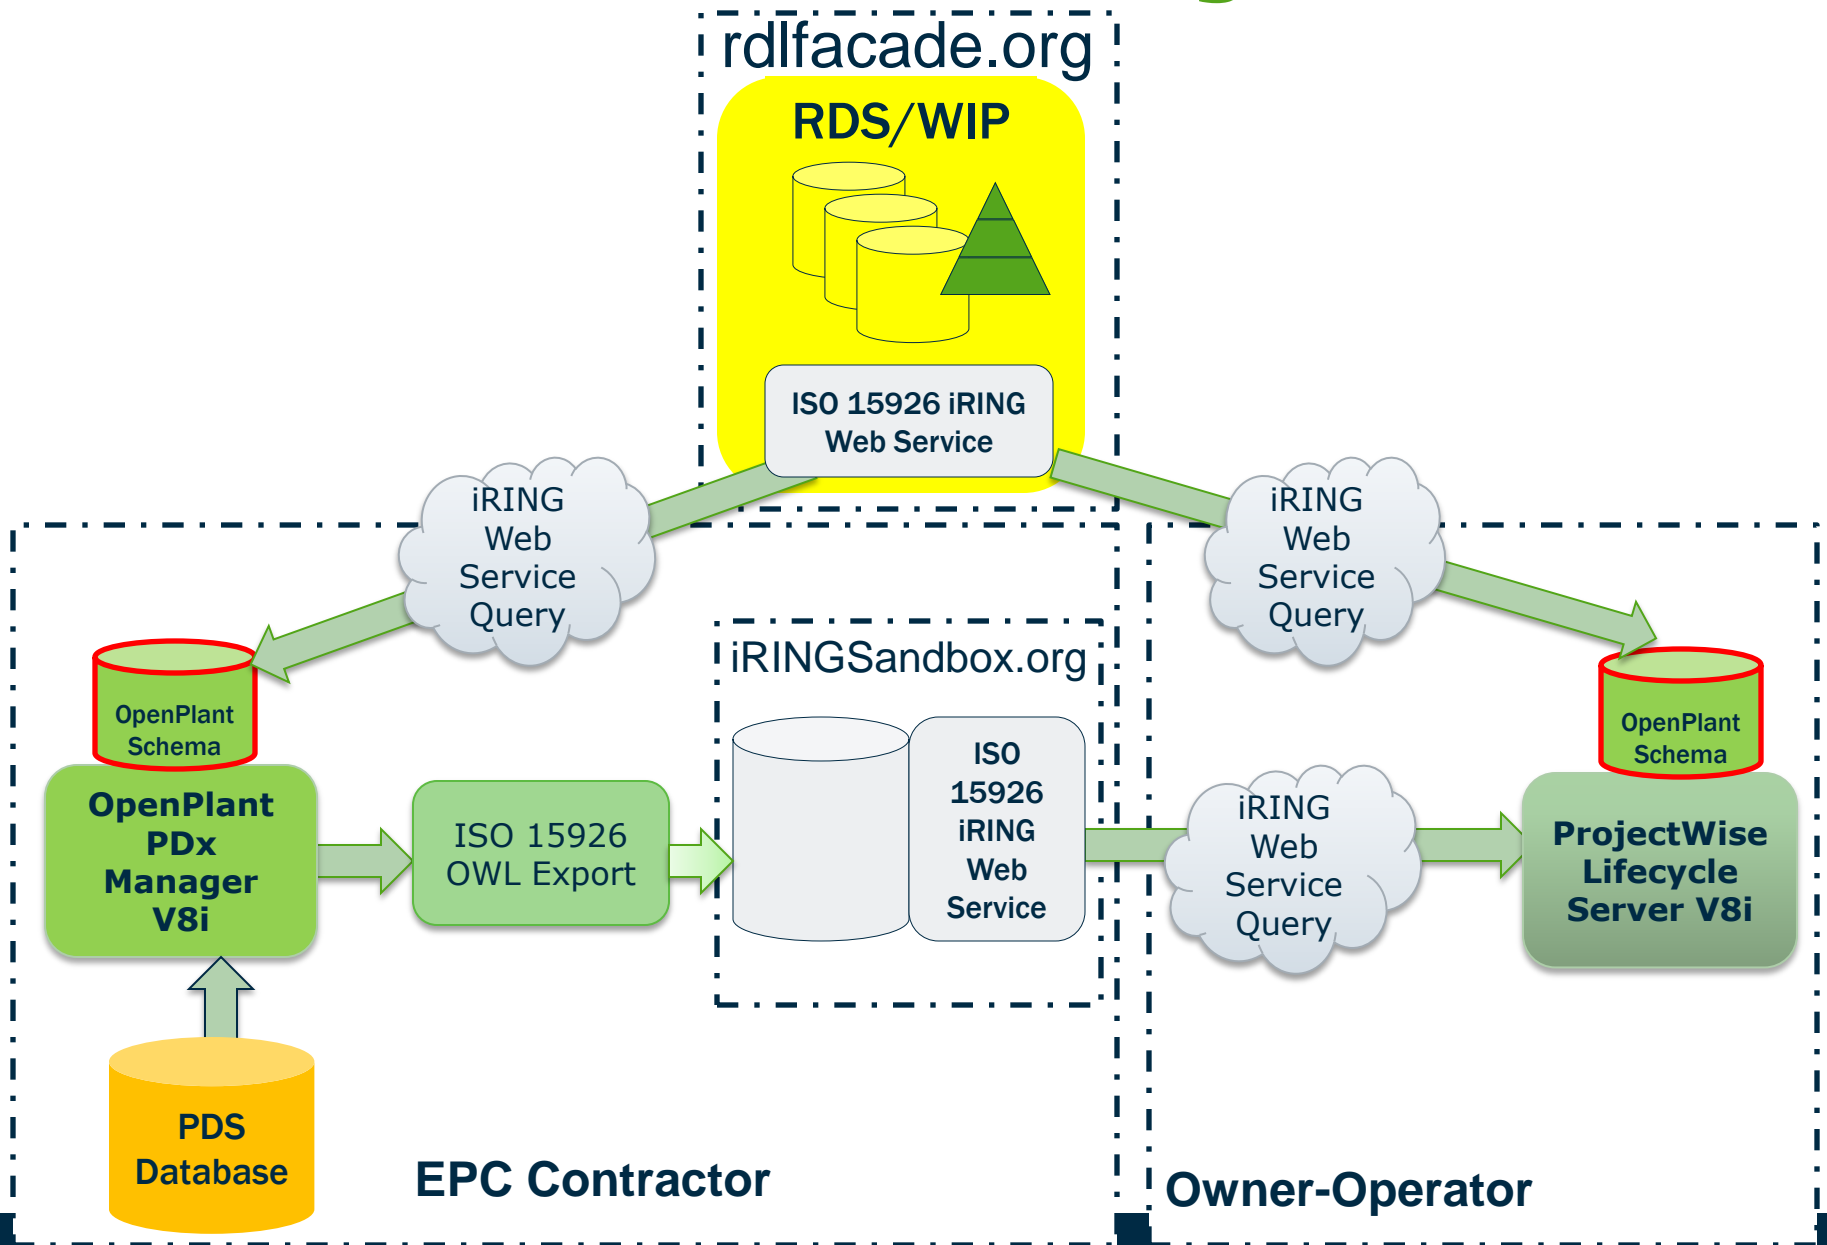 rdlfacade.org
RDS/WIP
ISO 15926 iRING
Web Service
iRING
Web
Service
Query
iRING
Web
Service
Query
OpenPlant
Schema
OpenPlant
PDx
Manager
V8i
ISO 15926
OWL Export
iRINGSandbox.org
ISO
15926
iRING
Web
Service
iRING
Web
Service
Query
OpenPlant
Schema
ProjectWise
Lifecycle
Server V8i
PDS
Database
EPC Contractor
Owner-Operator